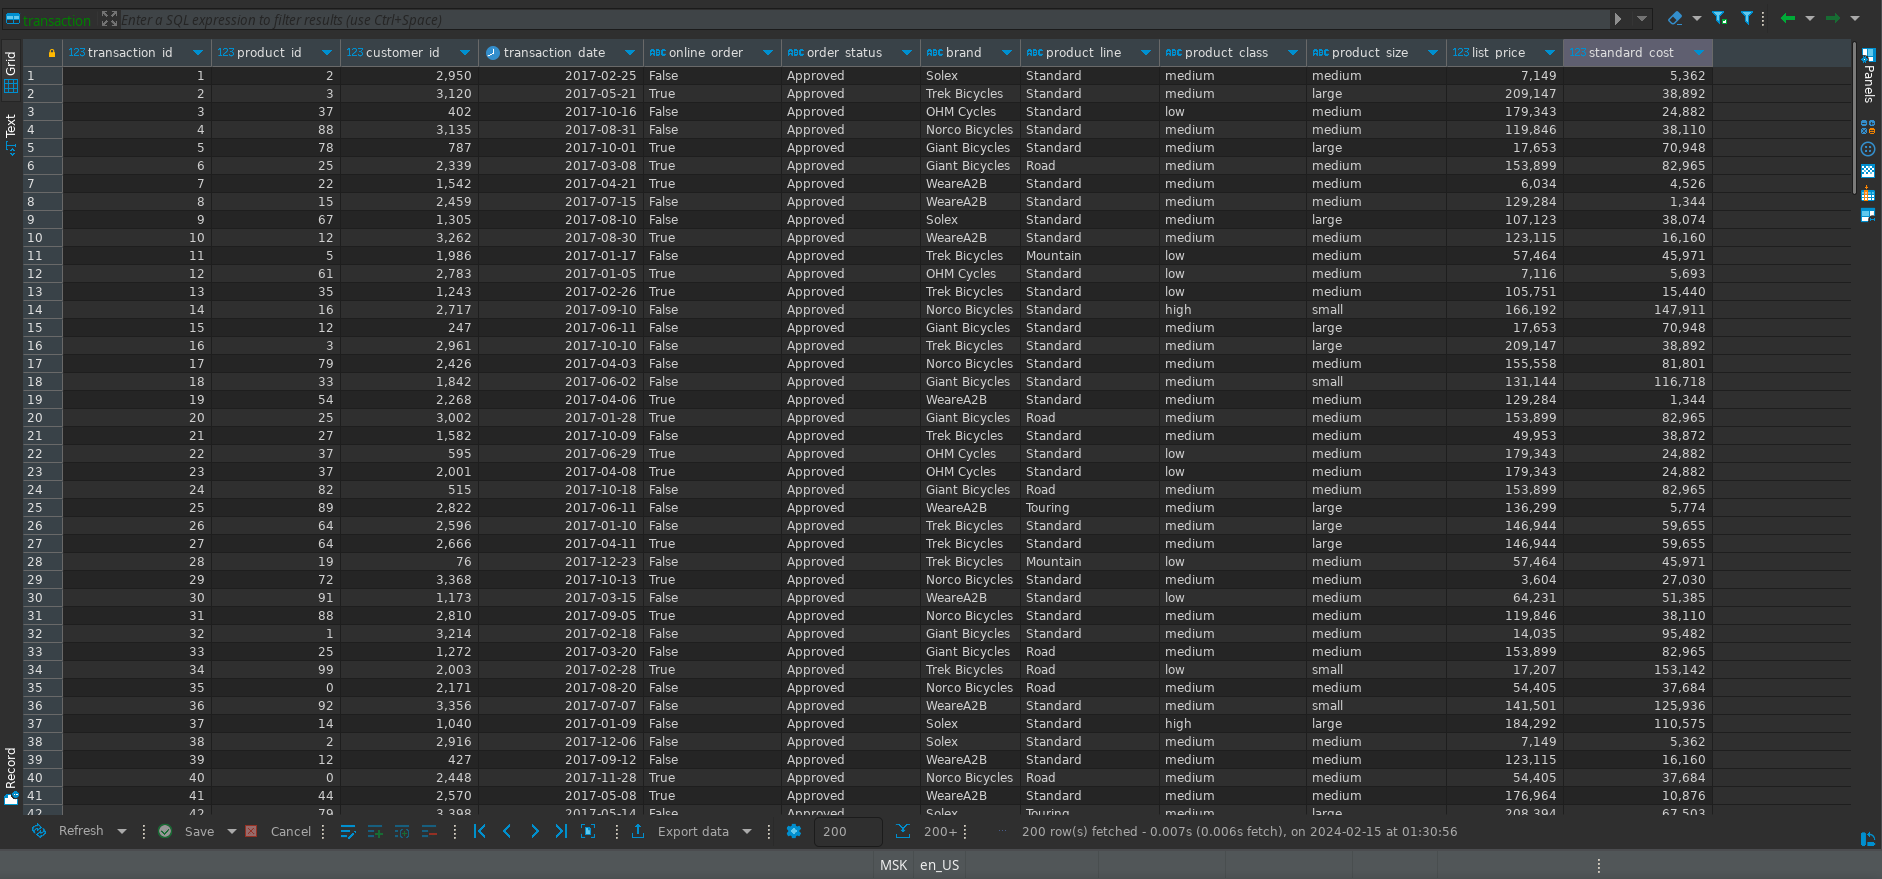 transaction Enter a SQL expression to filter results (use Ctrl+Space)
Grid
Text
Record
Panels
123 transaction_id 123 product_id 123 customer_id transaction_date ABC online_order ABC order_status ABC brand ABC product_line ABC product_class ABC product_size 123 list_price 123 standard_cost
1 1 2 2,950 2017-02-25 False Approved Solex Standard medium medium 7,149 5,362
2 2 3 3,120 2017-05-21 True Approved Trek Bicycles Standard medium large 209,147 38,892
3 3 37 402 2017-10-16 False Approved OHM Cycles Standard low medium 179,343 24,882
4 4 88 3,135 2017-08-31 False Approved Norco Bicycles Standard medium medium 119,846 38,110
5 5 78 787 2017-10-01 True Approved Giant Bicycles Standard medium large 17,653 70,948
6 6 25 2,339 2017-03-08 True Approved Giant Bicycles Road medium medium 153,899 82,965
7 7 22 1,542 2017-04-21 True Approved WeareA2B Standard medium medium 6,034 4,526
8 8 15 2,459 2017-07-15 False Approved WeareA2B Standard medium medium 129,284 1,344
9 9 67 1,305 2017-08-10 False Approved Solex Standard medium large 107,123 38,074
10 10 12 3,262 2017-08-30 True Approved WeareA2B Standard medium medium 123,115 16,160
11 11 5 1,986 2017-01-17 False Approved Trek Bicycles Mountain low medium 57,464 45,971
12 12 61 2,783 2017-01-05 True Approved OHM Cycles Standard low medium 7,116 5,693
13 13 35 1,243 2017-02-26 True Approved Trek Bicycles Standard low medium 105,751 15,440
14 14 16 2,717 2017-09-10 False Approved Norco Bicycles Standard high small 166,192 147,911
15 15 12 247 2017-06-11 False Approved Giant Bicycles Standard medium large 17,653 70,948
16 16 3 2,961 2017-10-10 False Approved Trek Bicycles Standard medium large 209,147 38,892
17 17 79 2,426 2017-04-03 False Approved Norco Bicycles Standard medium medium 155,558 81,801
18 18 33 1,842 2017-06-02 False Approved Giant Bicycles Standard medium small 131,144 116,718
19 19 54 2,268 2017-04-06 True Approved WeareA2B Standard medium medium 129,284 1,344
20 20 25 3,002 2017-01-28 True Approved Giant Bicycles Road medium medium 153,899 82,965
21 21 27 1,582 2017-10-09 False Approved Trek Bicycles Standard medium medium 49,953 38,872
22 22 37 595 2017-06-29 True Approved OHM Cycles Standard low medium 179,343 24,882
23 23 37 2,001 2017-04-08 True Approved OHM Cycles Standard low medium 179,343 24,882
24 24 82 515 2017-10-18 False Approved Giant Bicycles Road medium medium 153,899 82,965
25 25 89 2,822 2017-06-11 False Approved WeareA2B Touring medium large 136,299 5,774
26 26 64 2,596 2017-01-10 False Approved Trek Bicycles Standard medium large 146,944 59,655
27 27 64 2,666 2017-04-11 True Approved Trek Bicycles Standard medium large 146,944 59,655
28 28 19 76 2017-12-23 False Approved Trek Bicycles Mountain low medium 57,464 45,971
29 29 72 3,368 2017-10-13 True Approved Norco Bicycles Standard medium medium 3,604 27,030
30 30 91 1,173 2017-03-15 False Approved WeareA2B Standard low medium 64,231 51,385
31 31 88 2,810 2017-09-05 True Approved Norco Bicycles Standard medium medium 119,846 38,110
32 32 1 3,214 2017-02-18 False Approved Giant Bicycles Standard medium medium 14,035 95,482
33 33 25 1,272 2017-03-20 False Approved Giant Bicycles Road medium medium 153,899 82,965
34 34 99 2,003 2017-02-28 True Approved Trek Bicycles Road low small 17,207 153,142
35 35 0 2,171 2017-08-20 False Approved Norco Bicycles Road medium medium 54,405 37,684
36 36 92 3,356 2017-07-07 False Approved WeareA2B Standard medium small 141,501 125,936
37 37 14 1,040 2017-01-09 False Approved Solex Standard high large 184,292 110,575
38 38 2 2,916 2017-12-06 False Approved Solex Standard medium medium 7,149 5,362
39 39 12 427 2017-09-12 False Approved WeareA2B Standard medium medium 123,115 16,160
40 40 0 2,448 2017-11-28 True Approved Norco Bicycles Road medium medium 54,405 37,684
41 41 44 2,570 2017-05-08 True Approved WeareA2B Standard medium medium 176,964 10,876
42 42 79 3,398 2017-05-14 False Approved Solex Touring medium large 208,394 67,503
Refresh Save Cancel Export data 200 200+ 200 row(s) fetched - 0.007s (0.006s fetch), on 2024-02-15 at 01:30:56
MSK en_US